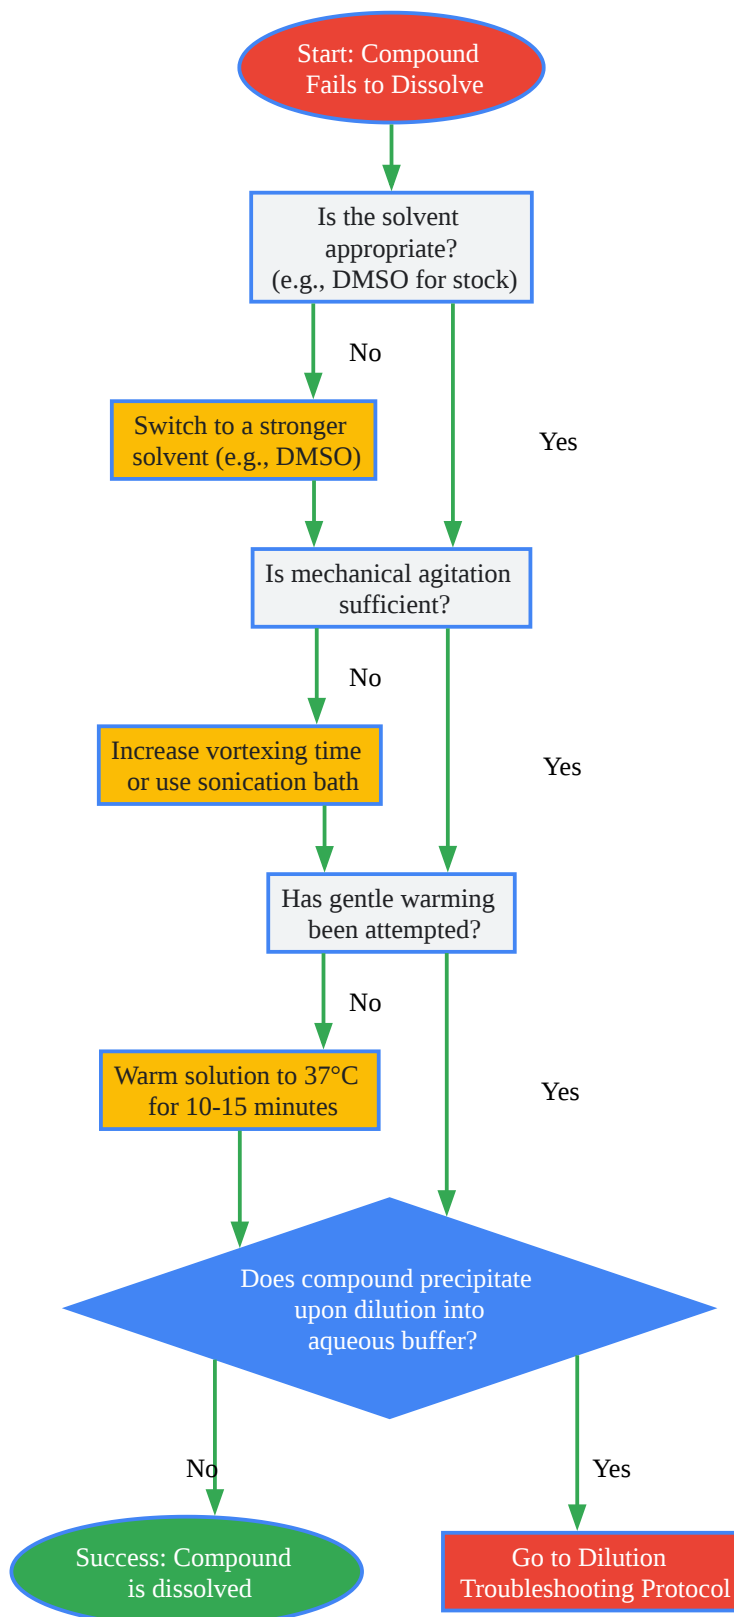 Start: Compound
Fails to Dissolve
Is the solvent
appropriate?
(e.g., DMSO for stock)
No
Switch to a stronger
solvent (e.g., DMSO)
Yes
Is mechanical agitation
sufficient?
No
Increase vortexing time
or use sonication bath
Yes
Has gentle warming
been attempted?
No
Warm solution to 37°C
for 10-15 minutes
Yes
Does compound precipitate
upon dilution into
aqueous buffer?
No
Yes
Success: Compound
is dissolved
Go to Dilution
Troubleshooting Protocol